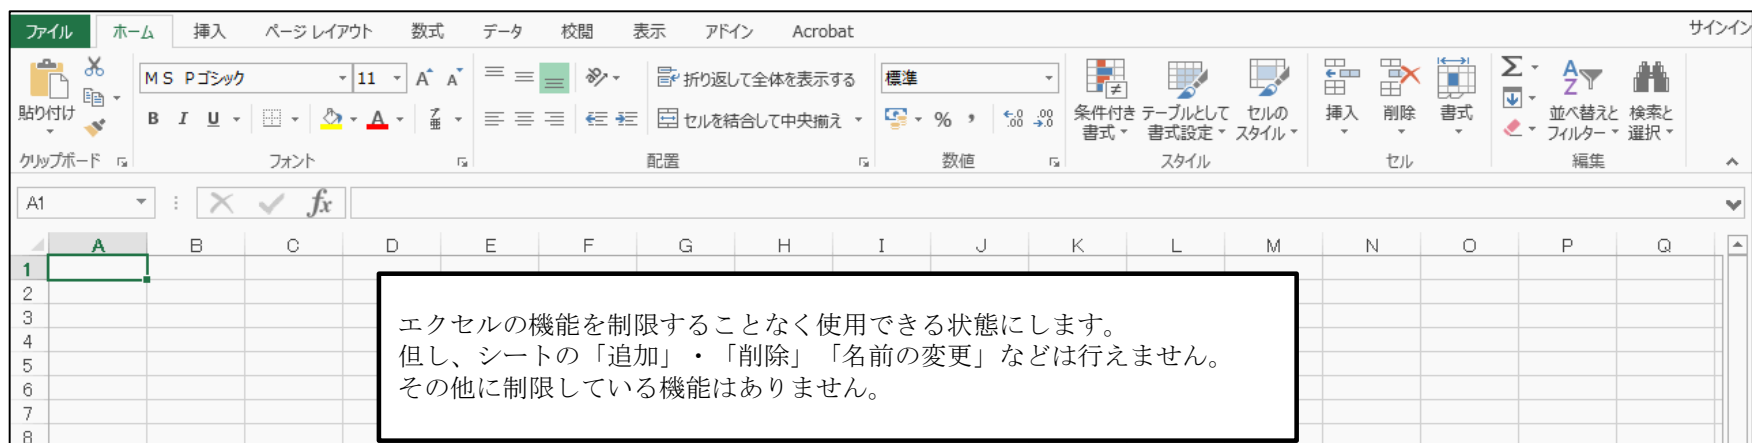 ファイル ホーム 挿入 ページ レイアウト 数式 データ 校閲 表示 アドイン Acrobat サインイン
ＭＳ Ｐゴシック 11 A A 折り返して全体を表示する 標準
貼り付け B I U A 亜 セルを結合して中央揃え % , .00 .00 条件付き書式 テーブルとして書式設定 セルのスタイル 挿入 削除 書式 Σ 並べ替えとフィルター 検索と選択
クリップボード フォント 配置 数値 スタイル セル 編集
A1 fx
A B C D E F G H I J K L M N O P Q
1
2
3
4
5
6
7
8
エクセルの機能を制限することなく使用できる状態にします。
但し、シートの「追加」・「削除」「名前の変更」などは行えません。
その他に制限している機能はありません。